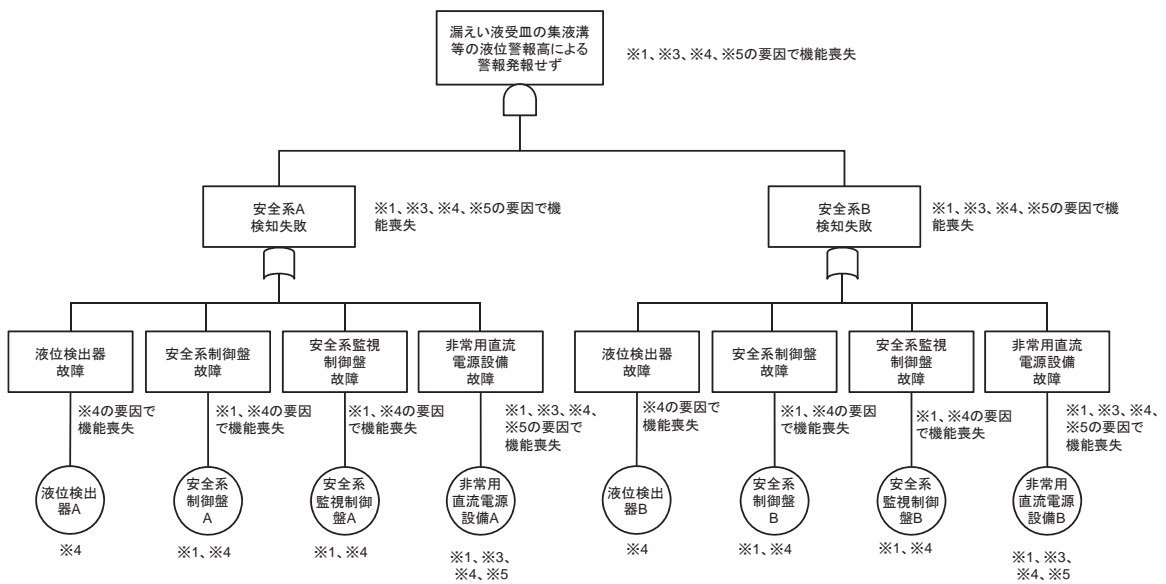 漏えい液受皿の集液溝
等の液位警報高による
警報発報せず
※1、※3、※4、※5の要因で機能喪失
安全系A
検知失敗
※1、※3、※4、※5の要因で機
能喪失
安全系B
検知失敗
※1、※3、※4、※5の要因で機
能喪失
液位検出器
故障
安全系制御盤
故障
安全系監視
制御盤
故障
非常用直流
電源設備
故障
液位検出器
故障
安全系制御盤
故障
安全系監視
制御盤
故障
非常用直流
電源設備
故障
※4の要因で
機能喪失
※1、※4の要因
で機能喪失
※1、※4の要因
で機能喪失
※1、※3、※4、
※5の要因で
機能喪失
※4の要因で
機能喪失
※1、※4の要因
で機能喪失
※1、※4の要因
で機能喪失
※1、※3、※4、
※5の要因で
機能喪失
液位検出
器A
安全系
制御盤
A
安全系
監視制御
盤A
非常用
直流電源
設備A
液位検出
器B
安全系
制御盤
B
安全系
監視制御
盤B
非常用
直流電源
設備B
※4
※1、※4
※1、※4
※1、※3、
※4、※5
※4
※1、※4
※1、※4
※1、※3、
※4、※5